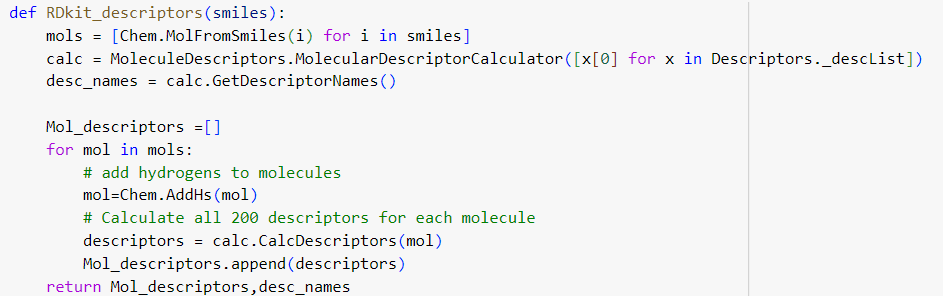 def RDkit_descriptors(smiles):
    mols = [Chem.MolFromSmiles(i) for i in smiles]
    calc = MoleculeDescriptors.MolecularDescriptorCalculator([x[0] for x in Descriptors._descList])
    desc_names = calc.GetDescriptorNames()

    Mol_descriptors =[]
    for mol in mols:
        # add hydrogens to molecules
        mol=Chem.AddHs(mol)
        # Calculate all 200 descriptors for each molecule
        descriptors = calc.CalcDescriptors(mol)
        Mol_descriptors.append(descriptors)
    return Mol_descriptors,desc_names